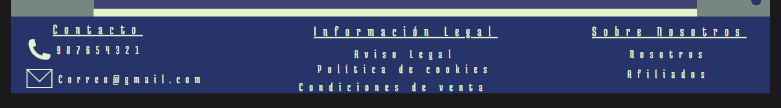 Contacto
987654321
Correo@gmail.com
Información Legal
Aviso Legal
Política de cookies
Condiciones de venta
Sobre Nosotros
Nosotros
Afiliados